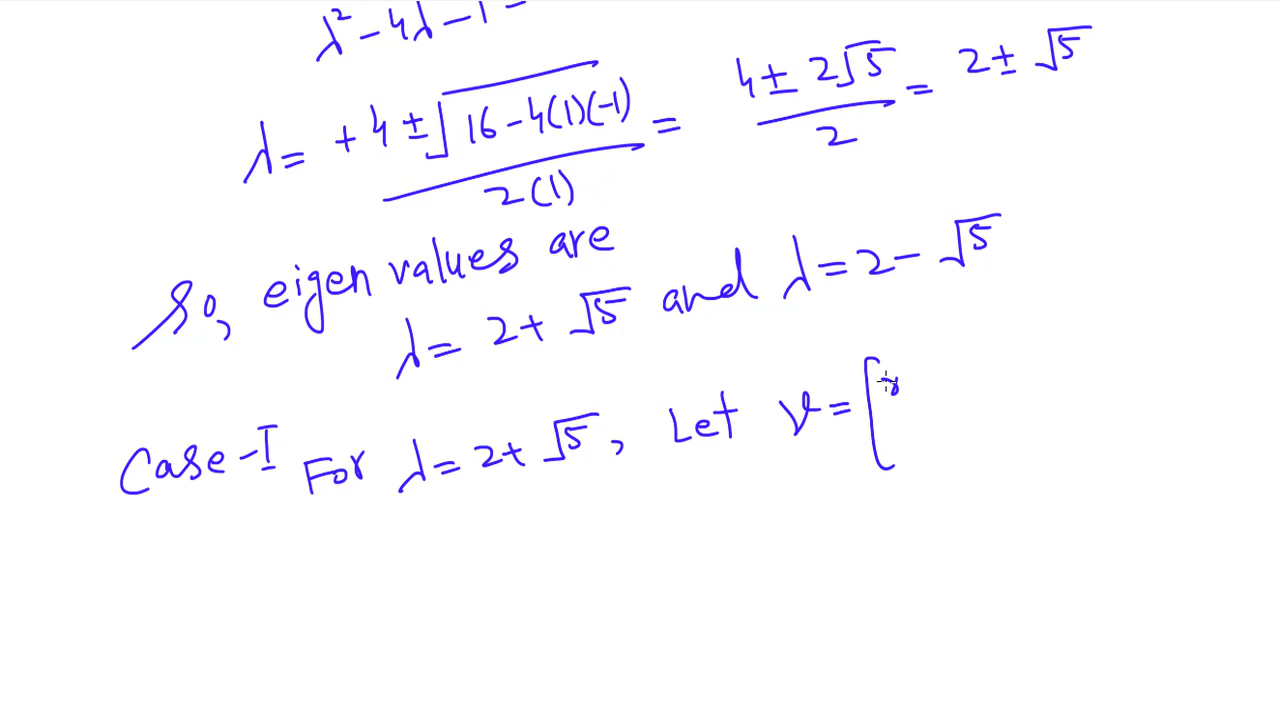 λ² - 4λ - 1 =
λ = + 4 ± √16 - 4(1)(-1) / 2(1) = 4 ± 2√5 / 2 = 2 ± √5
So, eigen values are
λ = 2 + √5 and λ = 2 - √5
Case-I For λ = 2 + √5, Let v = [